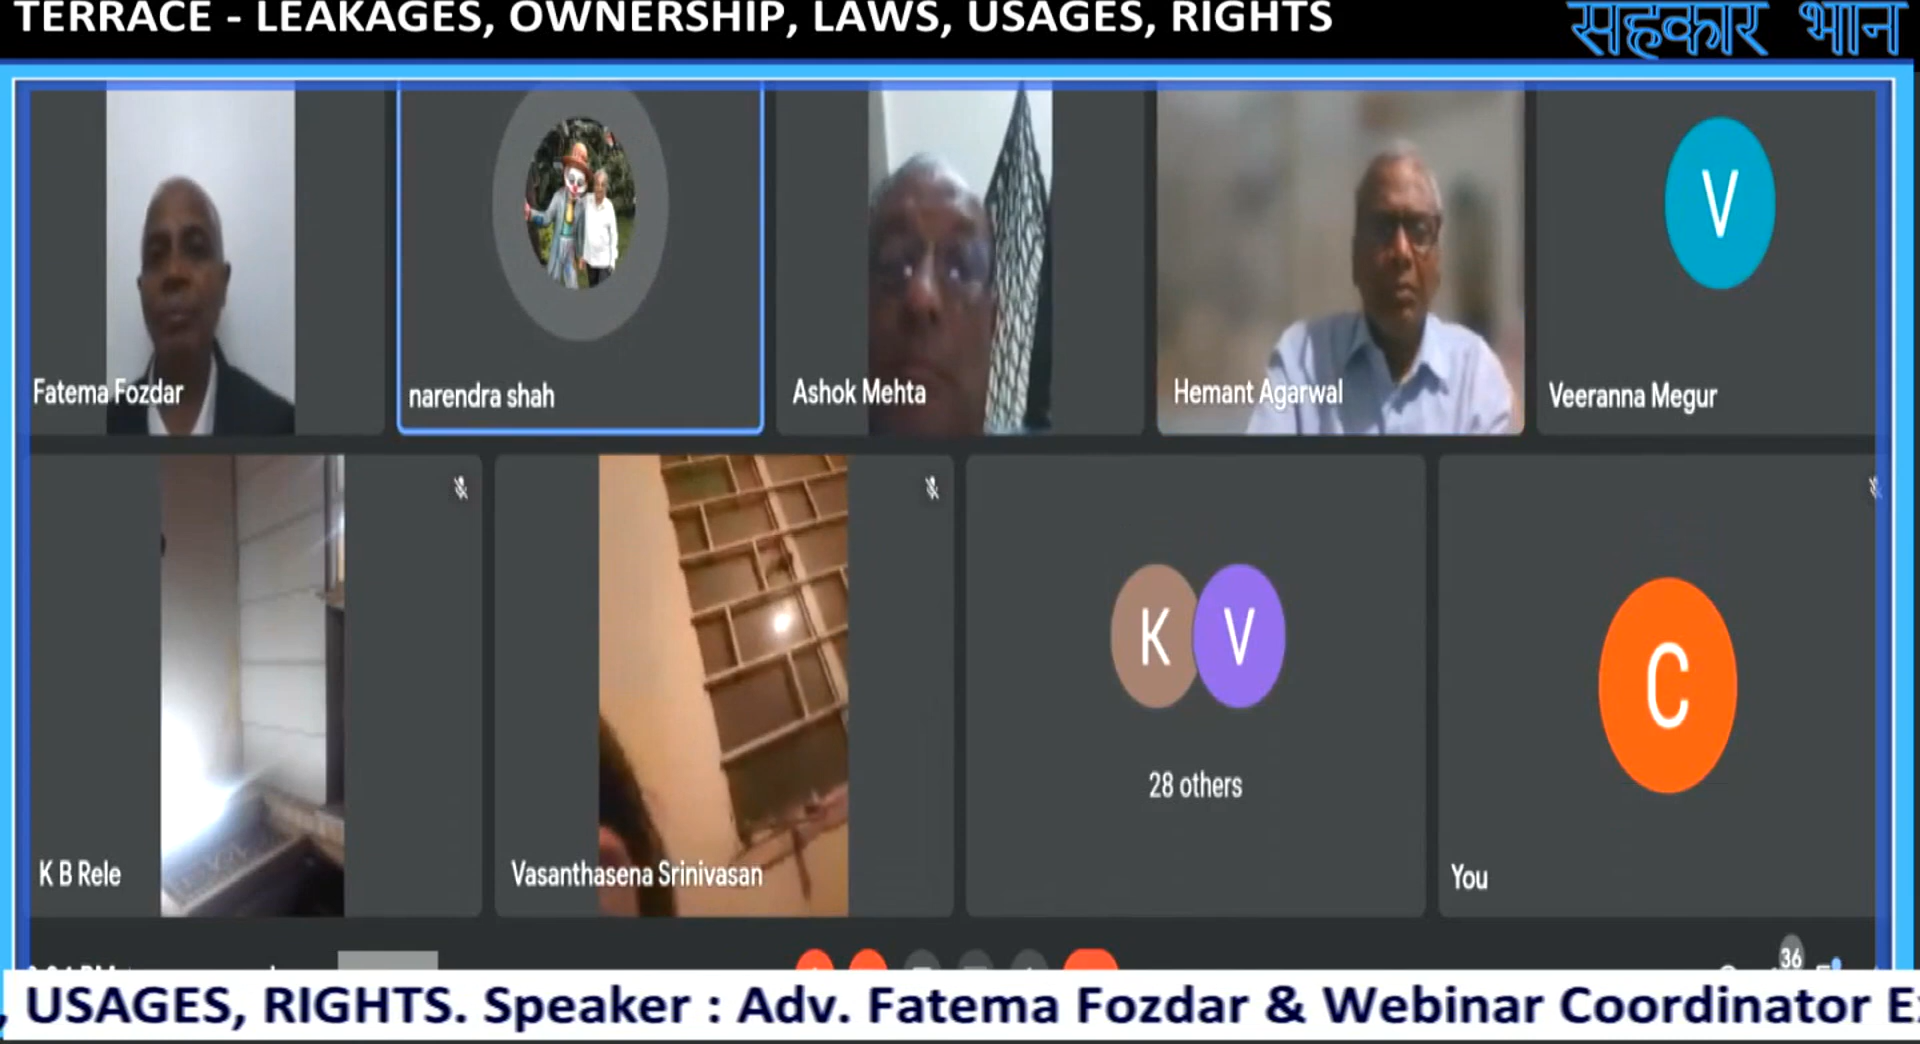 TERRACE - LEAKAGES, OWNERSHIP, LAWS, USAGES, RIGHTS
सहकार भान
Fatema Fozdar
narendra shah
Ashok Mehta
Hemant Agarwal
V
Veeranna Megur
K B Rele
Vasanthasena Srinivasan
K V
28 others
C
You
36
, USAGES, RIGHTS. Speaker : Adv. Fatema Fozdar & Webinar Coordinator